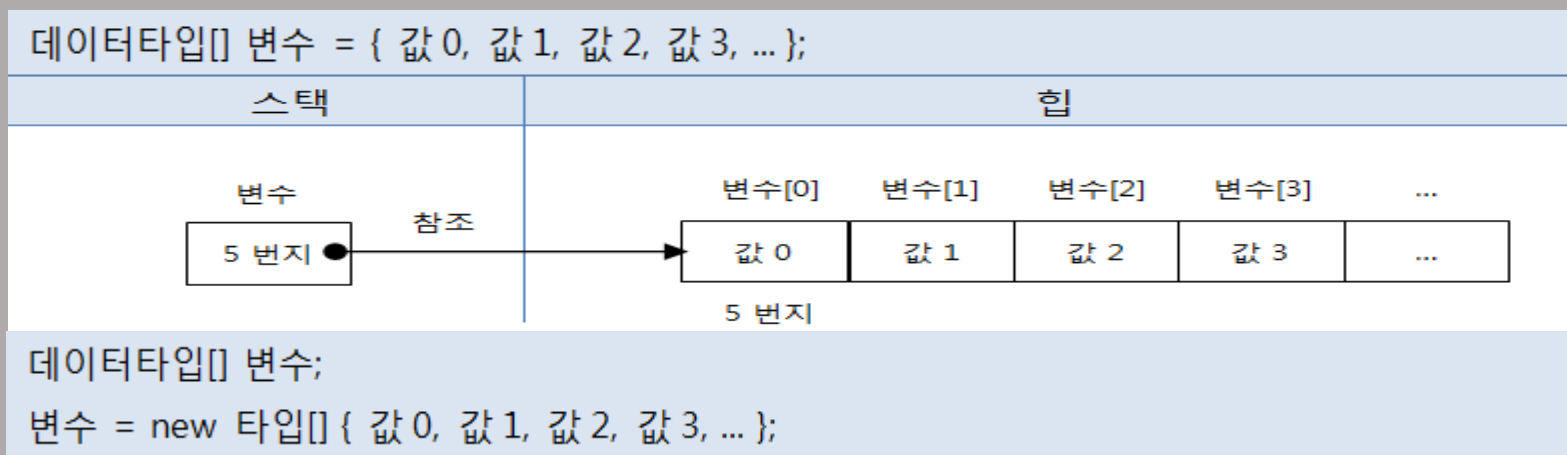 데이터타입[] 변수 = { 값 0, 값 1, 값 2, 값 3, ... };
스택 힙
변수 변수[0] 변수[1] 변수[2] 변수[3] ...
참조
5 번지 값 0 값 1 값 2 값 3 ...
5 번지
데이터타입[] 변수;
변수 = new 타입[] { 값 0, 값 1, 값 2, 값 3, ... };